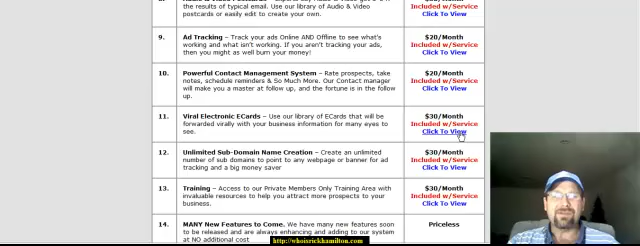 the results of typical email. Use our library of Audio & Video
postcards or easily edit to create your own.
Included w/Service
Click To View
9.
Ad Tracking – Track your ads Online AND Offline to see what's
working and what isn't working. If you aren't tracking your ads,
then you might as well burn your money!
$20/Month
Included w/Service
Click To View
10.
Powerful Contact Management System – Rate prospects, take
notes, schedule reminders & So Much More. Our Contact manager
will make you a master at follow up, and the fortune is in the follow
up.
$20/Month
Included w/Service
Click To View
11.
Viral Electronic ECards – Use our library of ECards that will be
forwarded virally with your business information for many eyes to
see.
$30/Month
Included w/Service
Click To View
12.
Unlimited Sub-Domain Name Creation – Create an unlimited
number of sub domains to point to any webpage or banner for ad
tracking and a big money saver
$30/Month
Included w/Service
Click To View
13.
Training – Access to our Private Members Only Training Area with
invaluable resources to help you attract more prospects to your
business.
$30/Month
Included w/Service
Click To View
14.
MANY New Features to Come. We have many new features soon
to be released and are always enhancing and adding to our system
at NO additional cost
Priceless
http://whoisrickhamilton.com